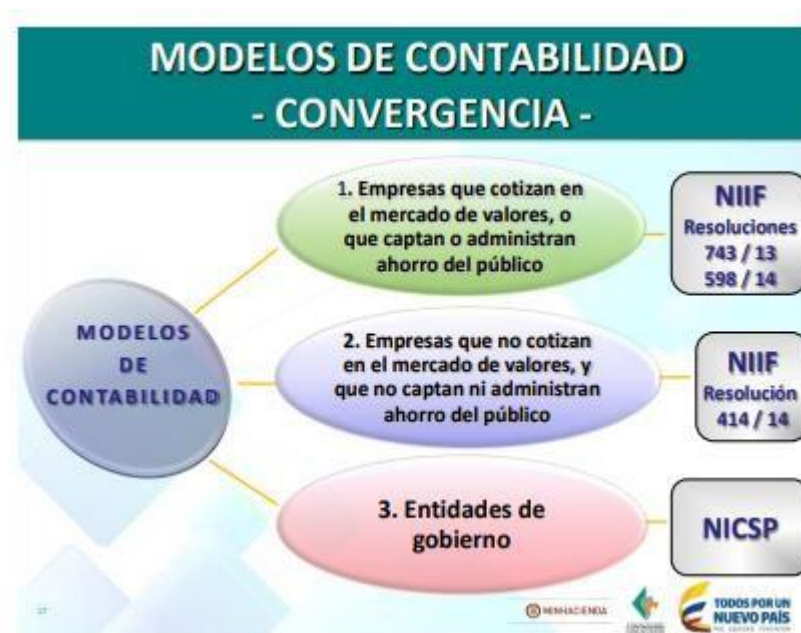 MODELOS DE CONTABILIDAD
- CONVERGENCIA -
1. Empresas que cotizan en
el mercado de valores, o
que captan o administran
ahorro del público
NIIF
Resoluciones
743 / 13
598 / 14
MODELOS
DE
CONTABILIDAD
2. Empresas que no cotizan
en el mercado de valores, y
que no captan ni administran
ahorro del público
NIIF
Resolución
414 / 14
3. Entidades de
gobierno
NICSP
MINHACIENDA
TODOS POR UN
NUEVO PAÍS